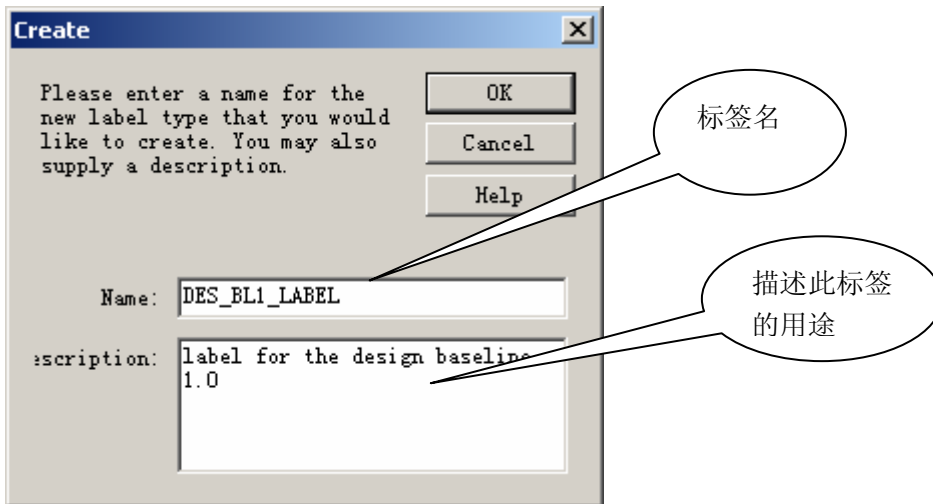 Create
Please enter a name for the
new label type that you would
like to create. You may also
supply a description.
OK
Cancel
Help
标签名
Name:
DES_BL1_LABEL
描述此标签
的用途
escription:
label for the design baseline
1.0